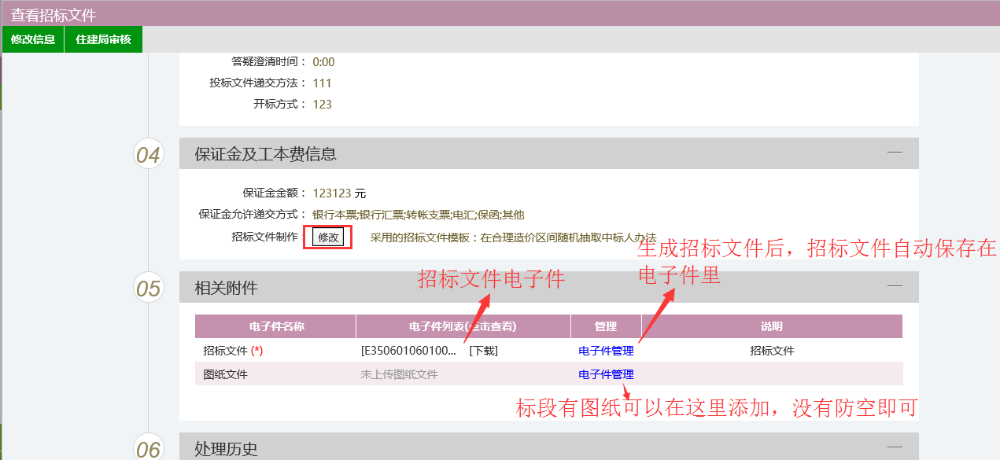 查看招标文件
修改信息 住建局审核
答疑澄清时间： 0:00
投标文件递交方法： 111
开标方式： 123
04 保证金及工本费信息
保证金金额： 123123 元
保证金允许递交方式： 银行本票;银行汇票;转帐支票;电汇;保函;其他
招标文件制作： 修改 采用的招标文件模板：在合理造价区间随机抽取中标人办法
生成招标文件后，招标文件自动保存在
电子件里
招标文件电子件
05 相关附件
电子件名称 电子件列表(点击查看) 管理 说明
招标文件 (*) [E350601060100... [下载] 电子件管理 招标文件
图纸文件 未上传图纸文件 电子件管理
标段有图纸可以在这里添加，没有防空即可
06 处理历史